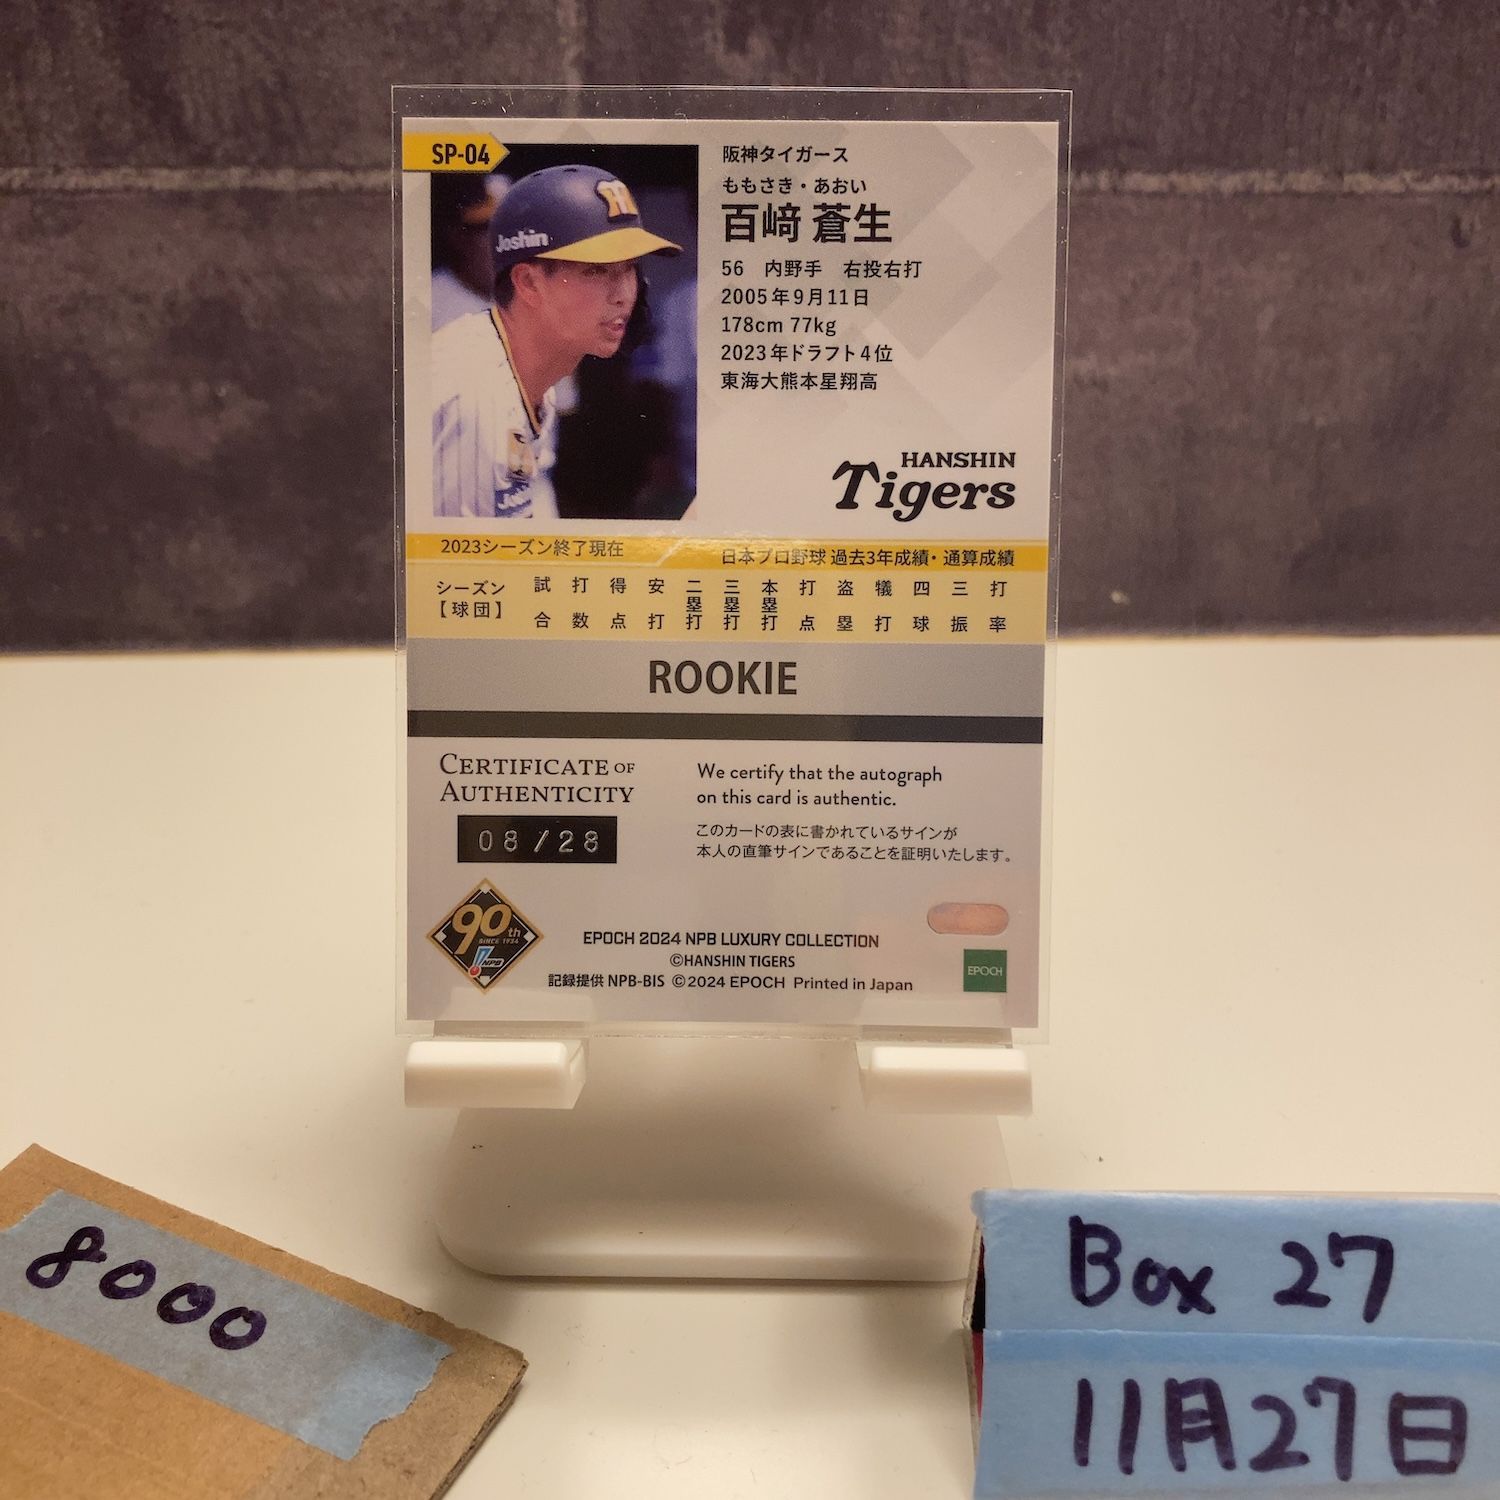 SP-04
Joshin
阪神タイガース
ももさき・あおい
百﨑 蒼生
56 内野手 右投右打
2005年9月11日
178cm 77kg
2023年ドラフト4位
東海大熊本星翔高
HANSHIN
Tigers
2023シーズン終了現在
日本プロ野球 過去3年成績・通算成績
シーズン【球団】 試合 打数 得点 安打 二塁打 三塁打 本塁打 打点 盗塁 犠打 四球 三振 打率
ROOKIE
CERTIFICATE OF
AUTHENTICITY
08/28
We certify that the autograph
on this card is authentic.
このカードの表に書かれているサインが
本人の直筆サインであることを証明いたします。
90th
SINCE 1934
NPB
EPOCH 2024 NPB LUXURY COLLECTION
©HANSHIN TIGERS
記録提供 NPB-BIS ©2024 EPOCH Printed in Japan
EPOCH
8000
Box 27
11月27日